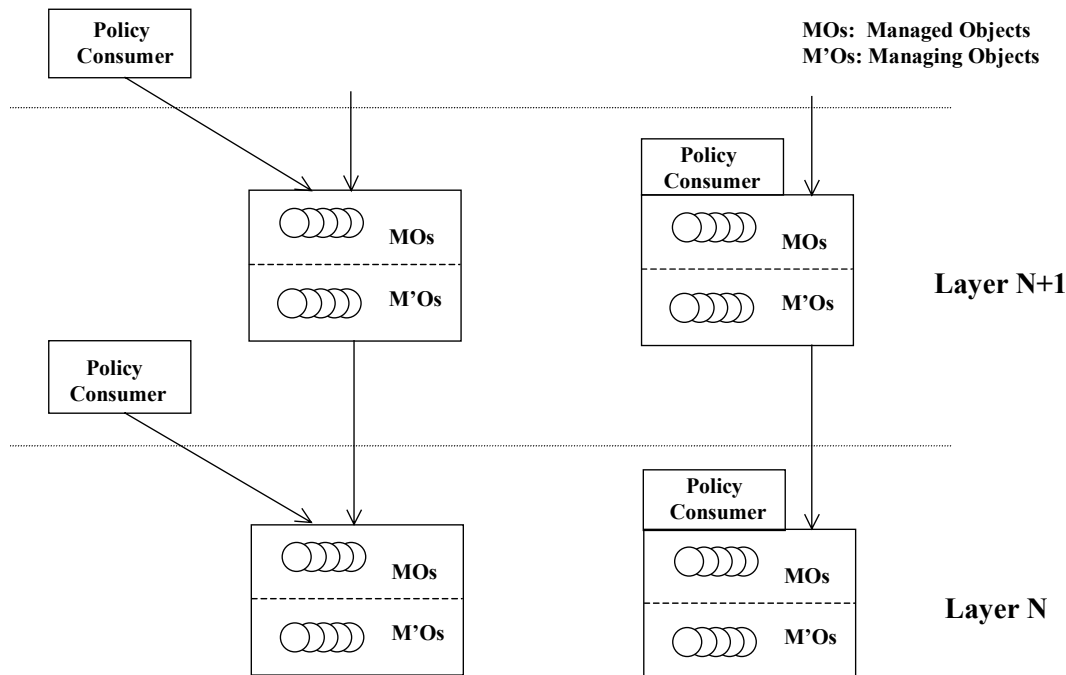 Policy
Consumer
MOs: Managed Objects
M’Os: Managing Objects
Policy
Consumer
MOs
M’Os
MOs
M’Os
Layer N+1
Policy
Consumer
Policy
Consumer
MOs
M’Os
MOs
M’Os
Layer N